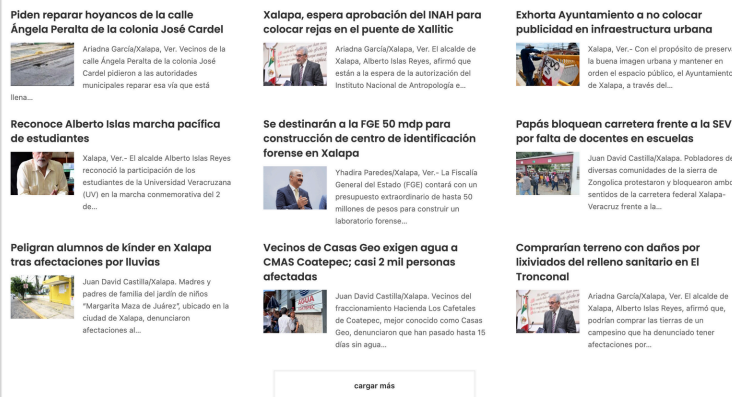 Piden reparar hoyancos de la calle
Ángela Peralta de la colonia José Cardel
Ariadna García/Xalapa, Ver. Vecinos de la
calle Ángela Peralta de la colonia José
Cardel pidieron a las autoridades
municipales reparar esa vía que está
llena...
Xalapa, espera aprobación del INAH para
colocar rejas en el puente de Xallitic
Ariadna García/Xalapa, Ver. El alcalde de
Xalapa, Alberto Islas Reyes, afirmó que
están a la espera de la autorización del
Instituto Nacional de Antropología e...
Exhorta Ayuntamiento a no colocar
publicidad en infraestructura urbana
Xalapa, Ver.- Con el propósito de preserv
la buena imagen urbana y mantener en
orden el espacio público, el Ayuntamiento
de Xalapa, a través del...
Reconoce Alberto Islas marcha pacífica
de estudiantes
Xalapa, Ver.- El alcalde Alberto Islas Reyes
reconoció la participación de los
estudiantes de la Universidad Veracruzana
(UV) en la marcha conmemorativa del 2
de...
Se destinarán a la FGE 50 mdp para
construcción de centro de identificación
forense en Xalapa
Yhadira Paredes/Xalapa, Ver.- La Fiscalía
General del Estado (FGE) contará con un
presupuesto extraordinario de hasta 50
millones de pesos para construir un
laboratorio forense...
Papás bloquean carretera frente a la SEV
por falta de docentes en escuelas
Juan David Castilla/Xalapa. Pobladores de
diversas comunidades de la sierra de
Zongolica protestaron y bloquearon ambo
sentidos de la carretera federal Xalapa-
Veracruz frente a la...
Peligran alumnos de kínder en Xalapa
tras afectaciones por lluvias
Juan David Castilla/Xalapa. Madres y
padres de familia del jardín de niños
"Margarita Maza de Juárez", ubicado en la
ciudad de Xalapa, denunciaron
afectaciones al...
Vecinos de Casas Geo exigen agua a
CMAS Coatepec; casi 2 mil personas
afectadas
AGUA
Juan David Castilla/Xalapa. Vecinos del
fraccionamiento Hacienda Los Cafetales
de Coatepec, mejor conocido como Casas
Geo, denunciaron que han pasado hasta 15
días sin agua...
Comprarían terreno con daños por
lixiviados del relleno sanitario en El
Tronconal
Ariadna García/Xalapa, Ver. El alcalde de
Xalapa, Alberto Islas Reyes, afirmó que,
podrían comprar las tierras de un
campesino que ha denunciado tener
afectaciones por...
cargar más